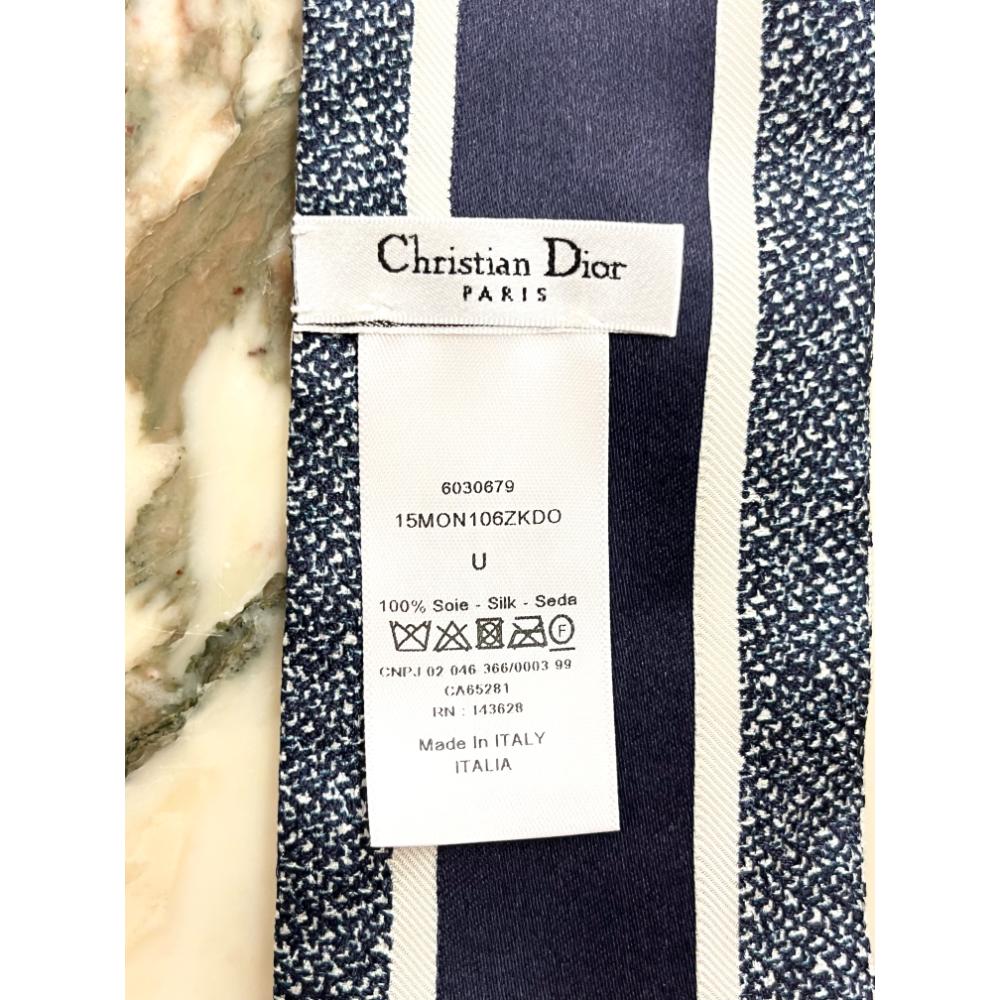 Christian Dior
PARIS
6030679
15MON106ZKDO
U
100% Soie - Silk - Seda
F
CNPJ 02 046 366/0003 99
CA65281
RN : 143628
Made In ITALY
ITALIA